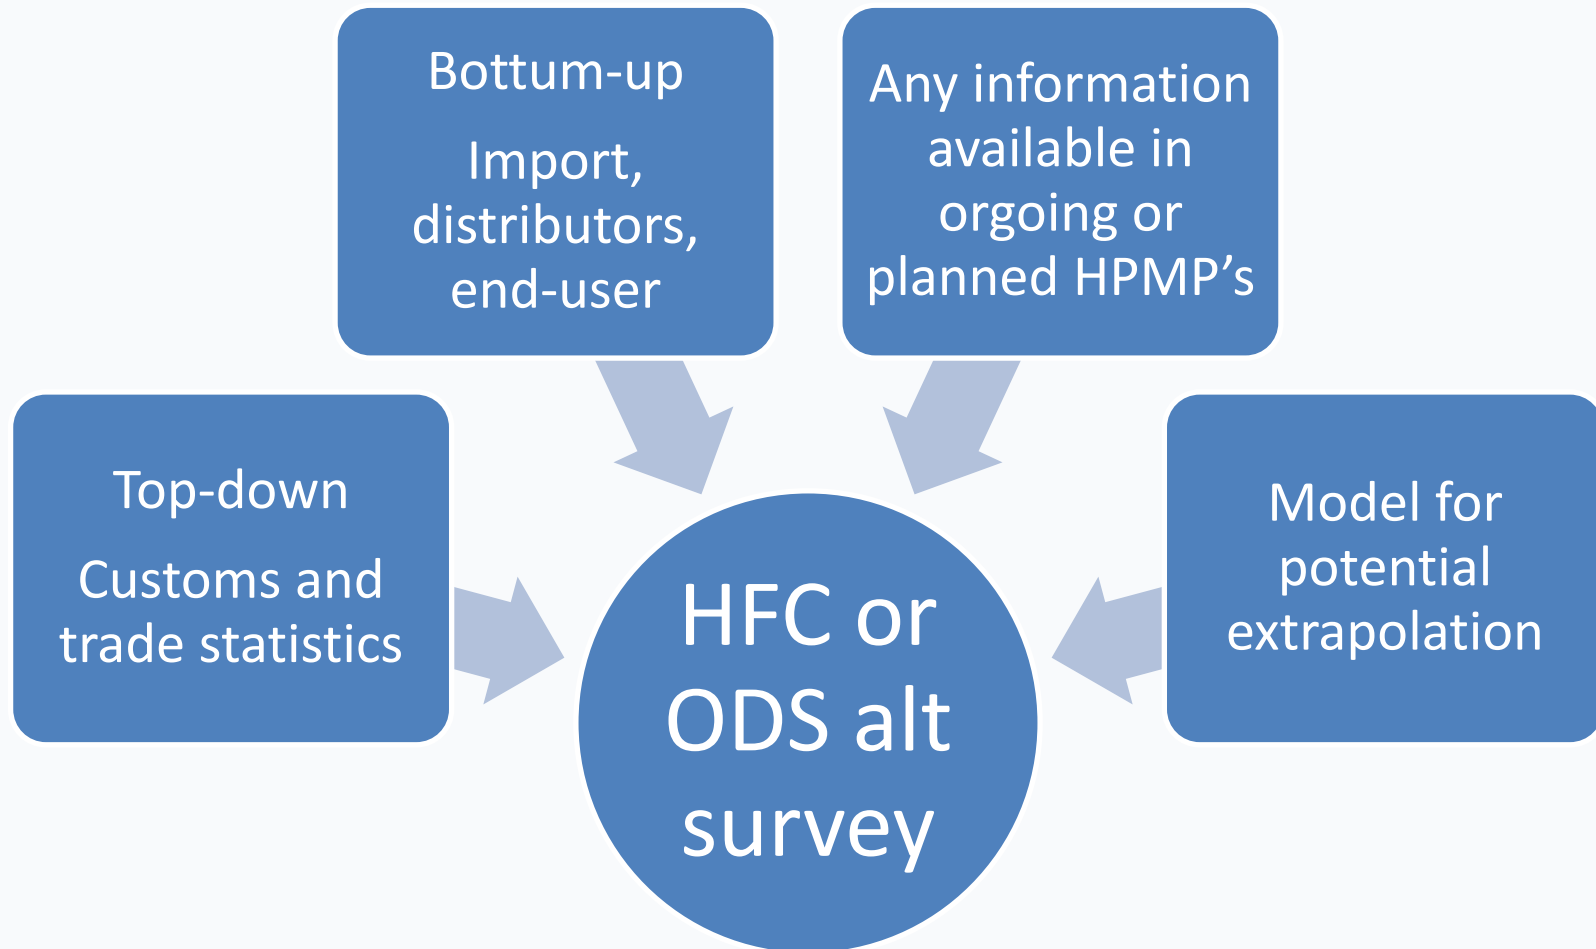 Bottum-up
Import,
distributors,
end-user
Any information
available in
orgoing or
planned HPMP’s
Top-down
Customs and
trade statistics
Model for
potential
extrapolation
HFC or
ODS alt
survey